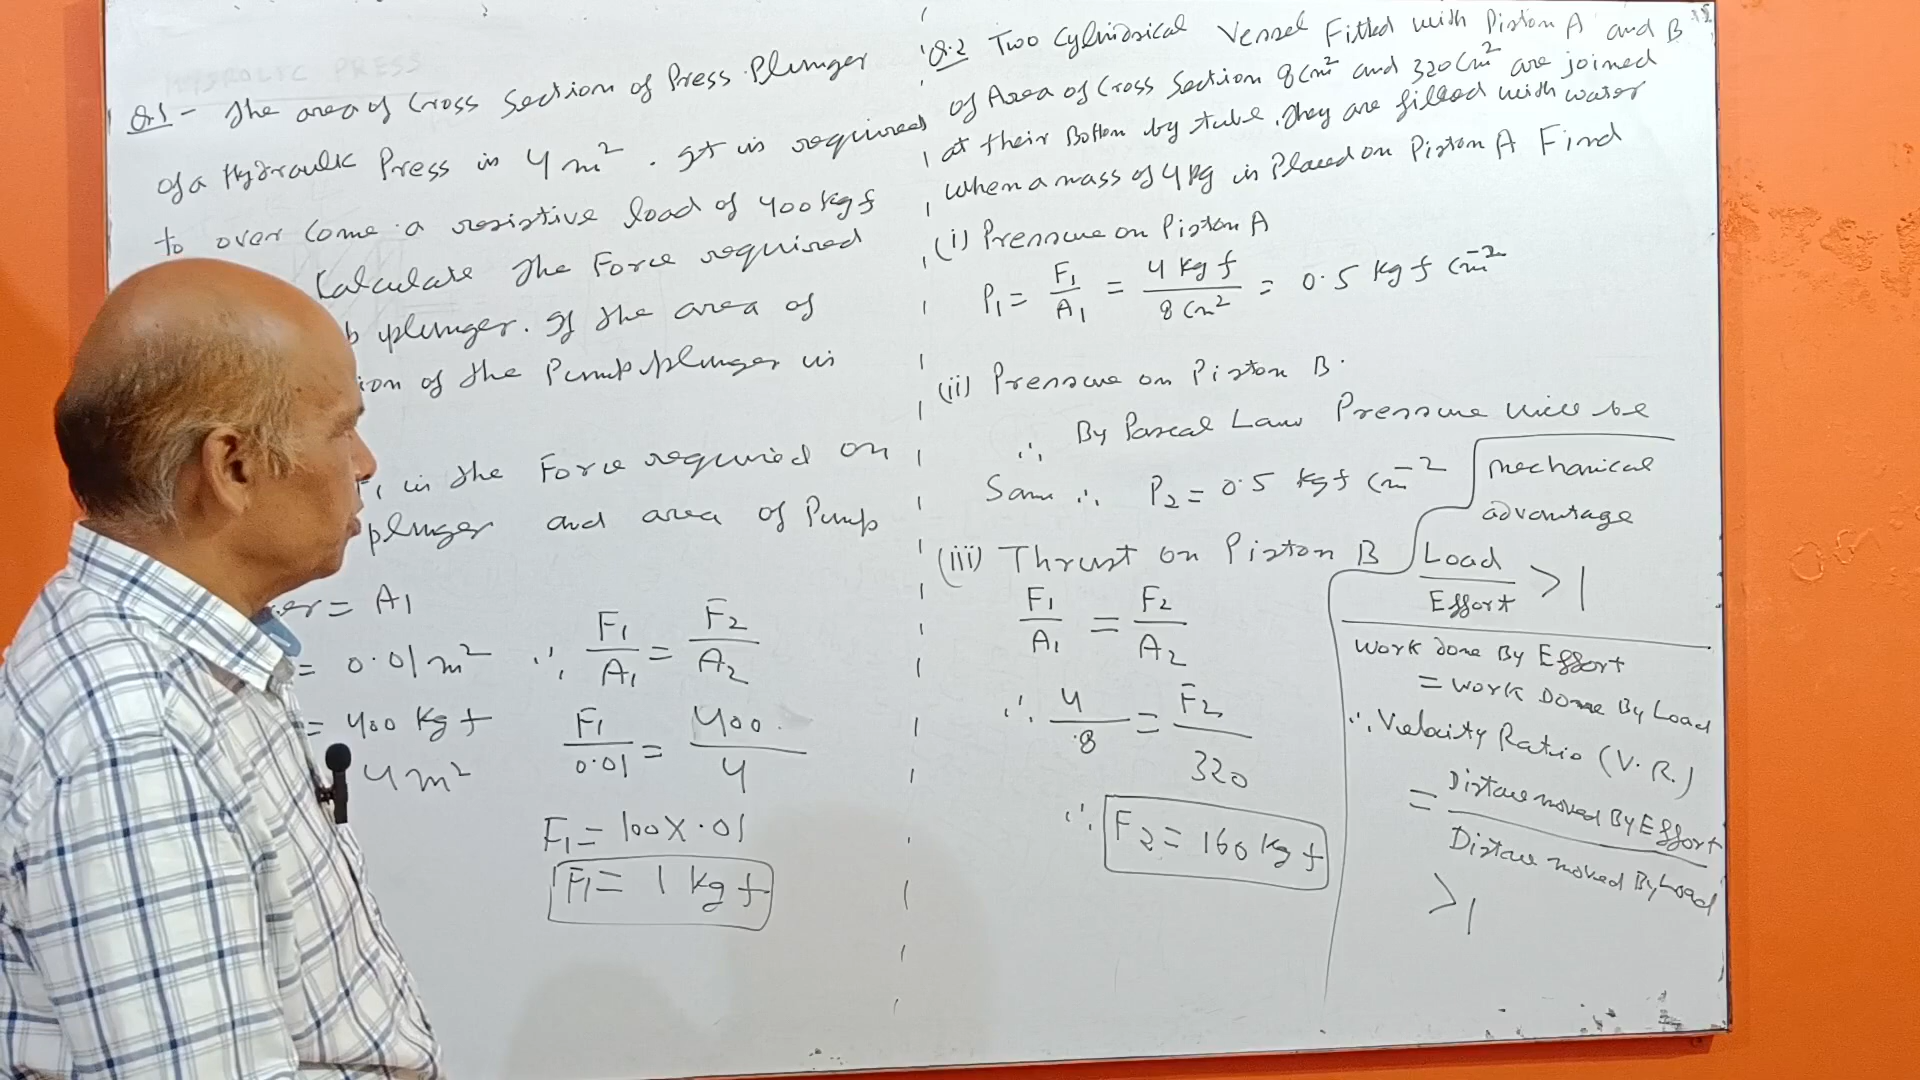 HYDROLIC PRESS
Q.1 - The area of Cross Section of Press Plunger
of a Hydraulic Press is 4 m². It is required
to over come a resistive load of 400 kgf
Calculate the Force required
plunger. If the area of
of the Pump plunger is
F₁ is the Force required on
plunger and area of Pump
= A₁
= 0.01 m²
= 400 kgf
4 m²
∴ F₁/A₁ = F₂/A₂
F₁/0.01 = 400/4
F₁ = 100 X .01
F₁ = 1 kgf
Q.2 Two Cylindrical Vessel Fitted with Piston A and B
of Area of Cross Section 8 cm² and 320 cm² are joined
at their Bottom by tube. They are filled with water
when a mass of 4 kg is Placed on Piston A Find
(i) Pressure on Piston A
P₁ = F₁/A₁ = 4 kgf/8 cm² = 0.5 kgf cm⁻²
(ii) Pressure on Piston B.
∴ By Pascal Law Pressure will be
Same ∴ P₂ = 0.5 kgf cm⁻²
(iii) Thrust on Piston B
F₁/A₁ = F₂/A₂
∴ 4/8 = F₂/320
∴ F₂ = 160 kgf
mechanical
advantage
Load/Effort > 1
Work done By Effort
= Work Done By Load
∴ Velocity Ratio (V.R.)
= Distance moved By Effort/Distance moved By Load
> 1